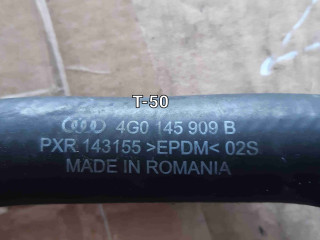 T-50
4G0 145 909 B
PXR 143155 >EPDM< 02S
MADE IN ROMANIA